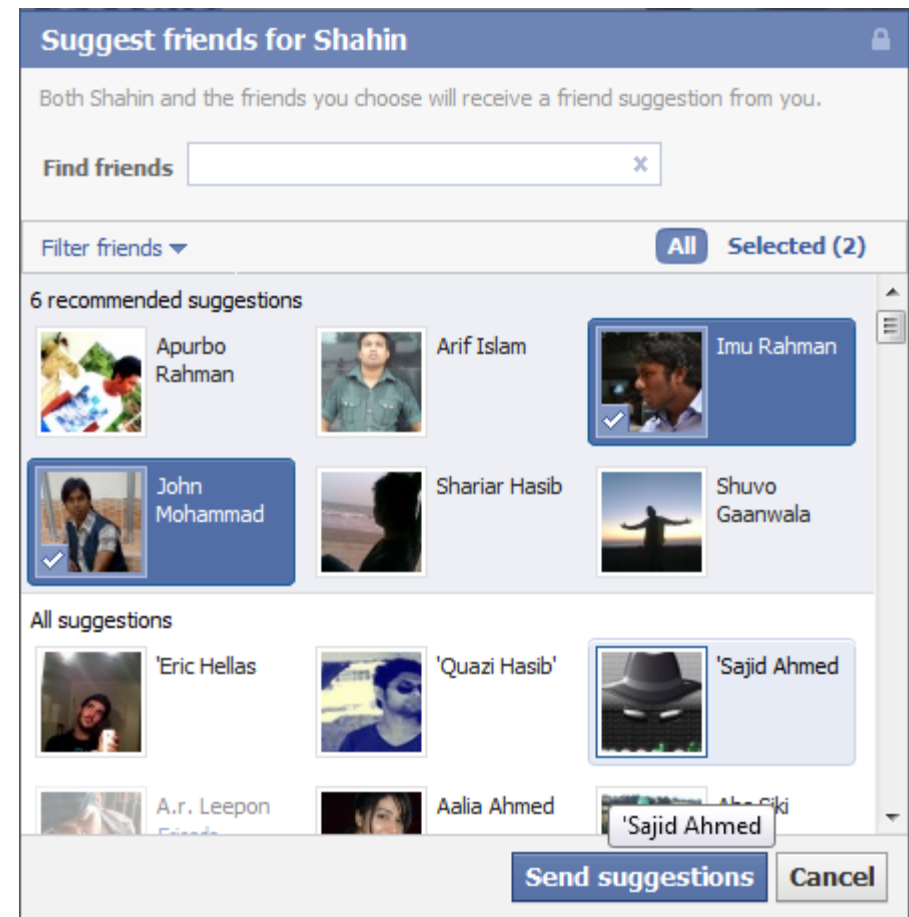 Suggest friends for Shahin
Both Shahin and the friends you choose will receive a friend suggestion from you.
Find friends
Filter friends
All Selected (2)
6 recommended suggestions
Apurbo
Rahman
Arif Islam
Imu Rahman
John
Mohammad
Shariar Hasib
Shuvo
Gaanwala
All suggestions
'Eric Hellas
'Quazi Hasib'
'Sajid Ahmed
A.r. Leepon
Friends
Aalia Ahmed
'Sajid Ahmed
Send suggestions Cancel